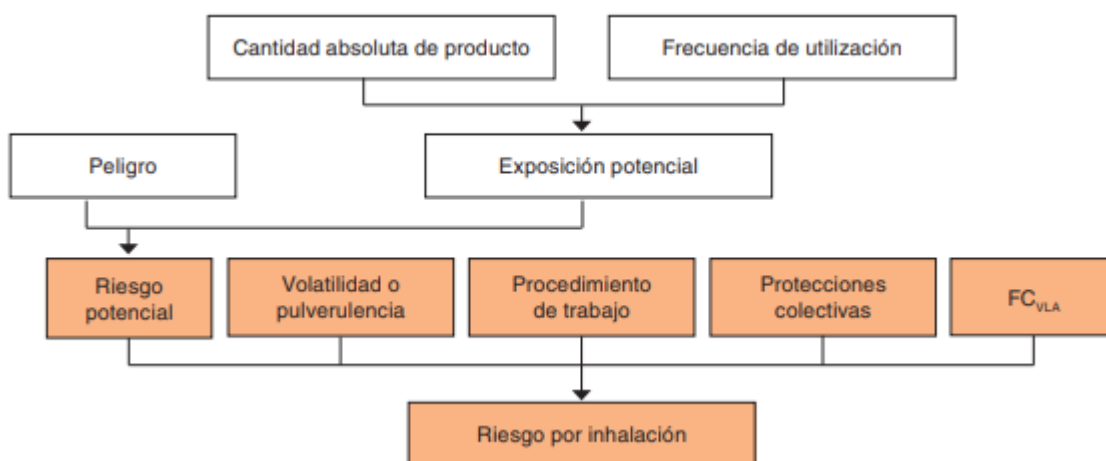 Cantidad absoluta de producto
Frecuencia de utilización
Peligro
Exposición potencial
Riesgo
potencial
Volatilidad o
pulverulencia
Procedimiento
de trabajo
Protecciones
colectivas
FCVLA
Riesgo por inhalación